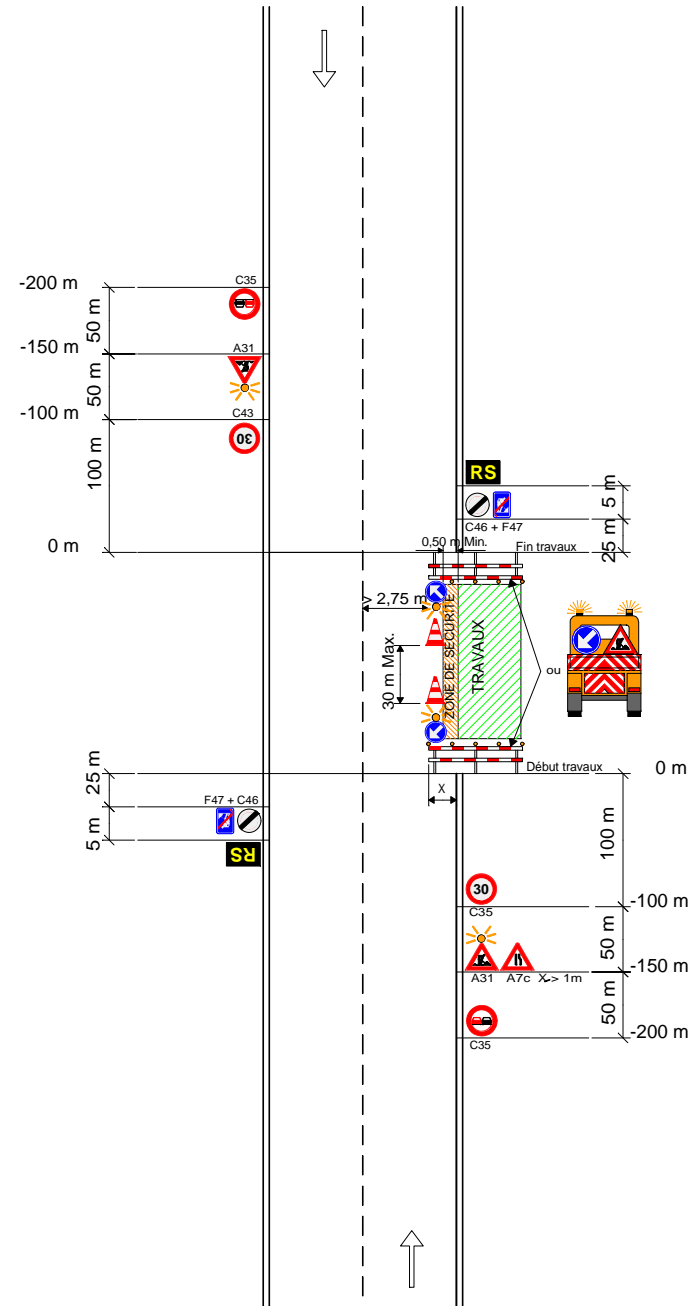 -200 m
C35
50 m
-150 m
A31
50 m
-100 m
C43
30
100 m
0 m
RS
5 m
C46 + F47
25 m
0,50 m Min.
Fin travaux
> 2,75 m
ZONE DE SECURITE
TRAVAUX
30 m Max.
ou
Début travaux
0 m
X
25 m
F47 + C46
5 m
RS
100 m
30
C35
-100 m
50 m
A31 A7c X > 1m
-150 m
50 m
C35
-200 m